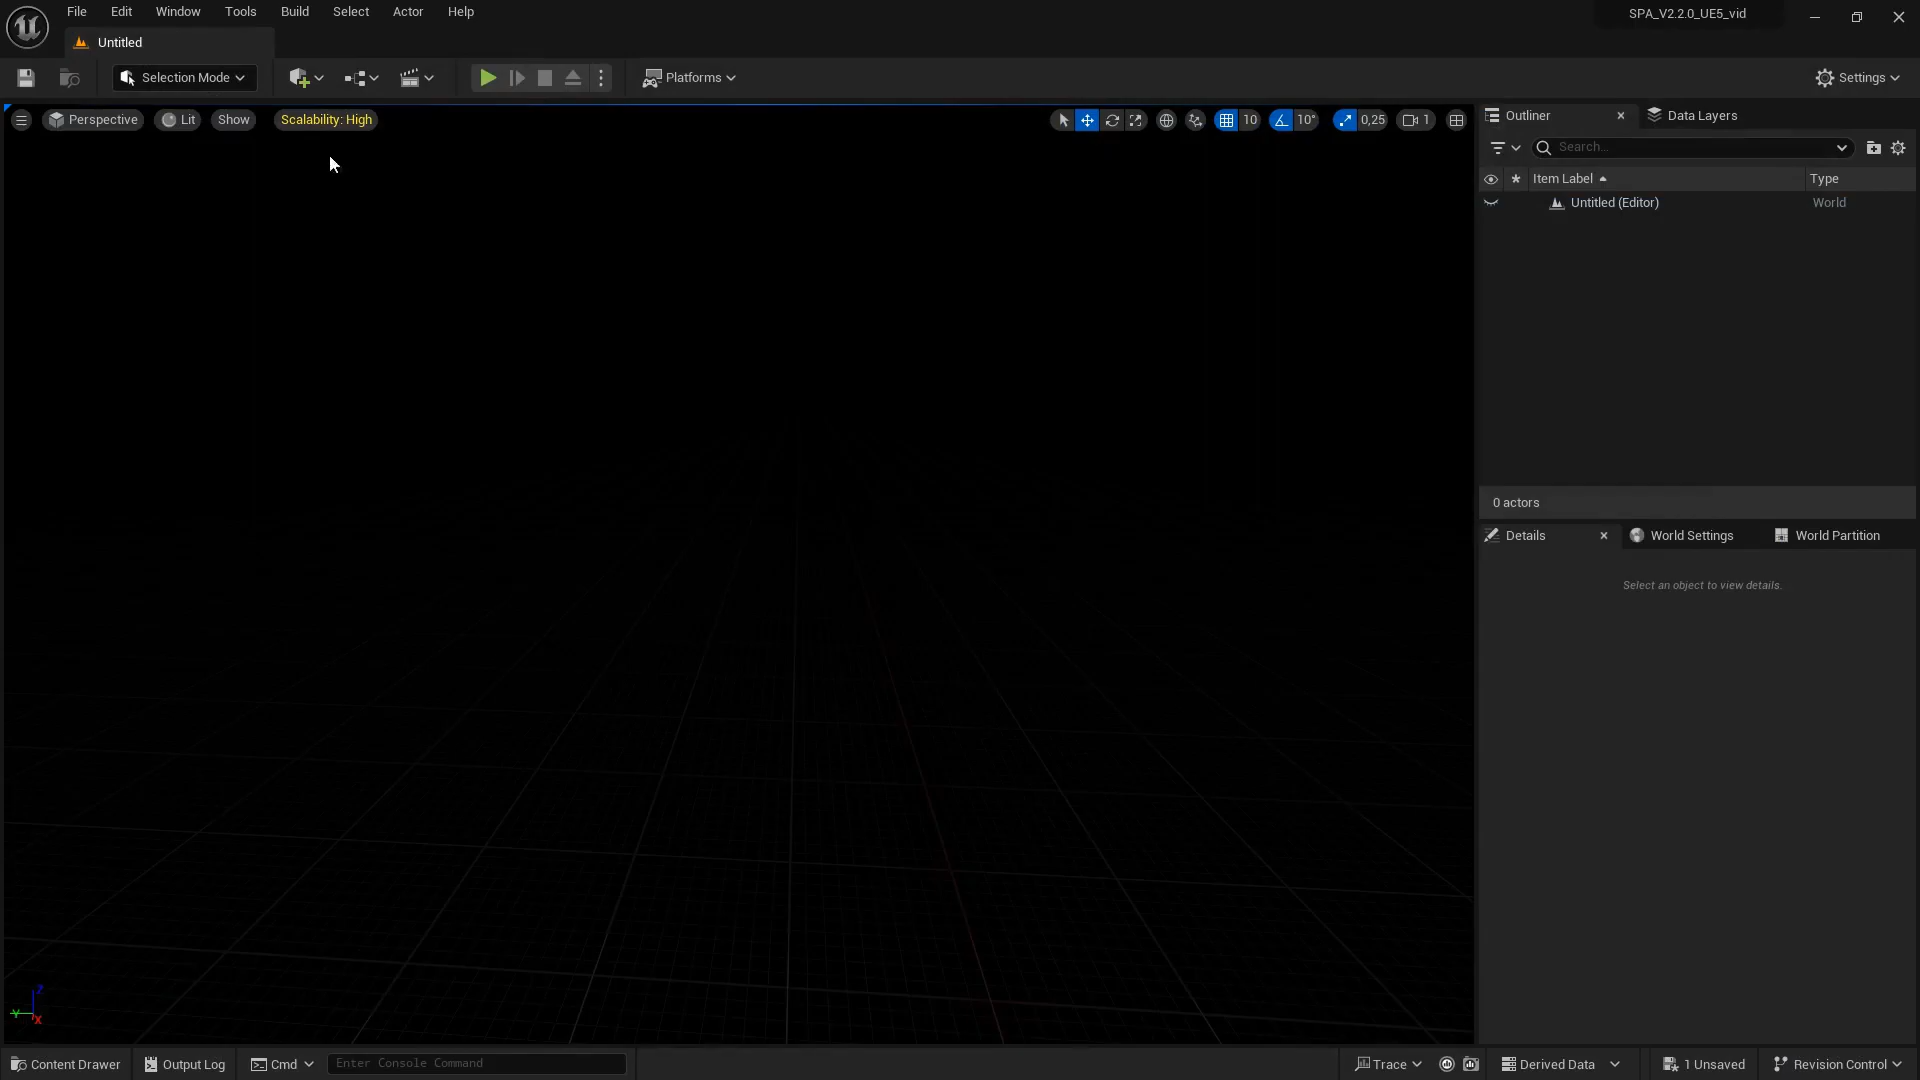 File Edit Window Tools Build Select Actor Help
SPA_V2.2.0_UE5_vid
Untitled
Selection Mode
Platforms
Settings
Perspective Lit Show Scalability: High
10 10° 0,25 1
Outliner Data Layers
Search...
Item Label Type
Untitled (Editor) World
0 actors
Details World Settings World Partition
Select an object to view details.
Z
Y
X
Content Drawer Output Log Cmd Enter Console Command
Trace Derived Data 1 Unsaved Revision Control